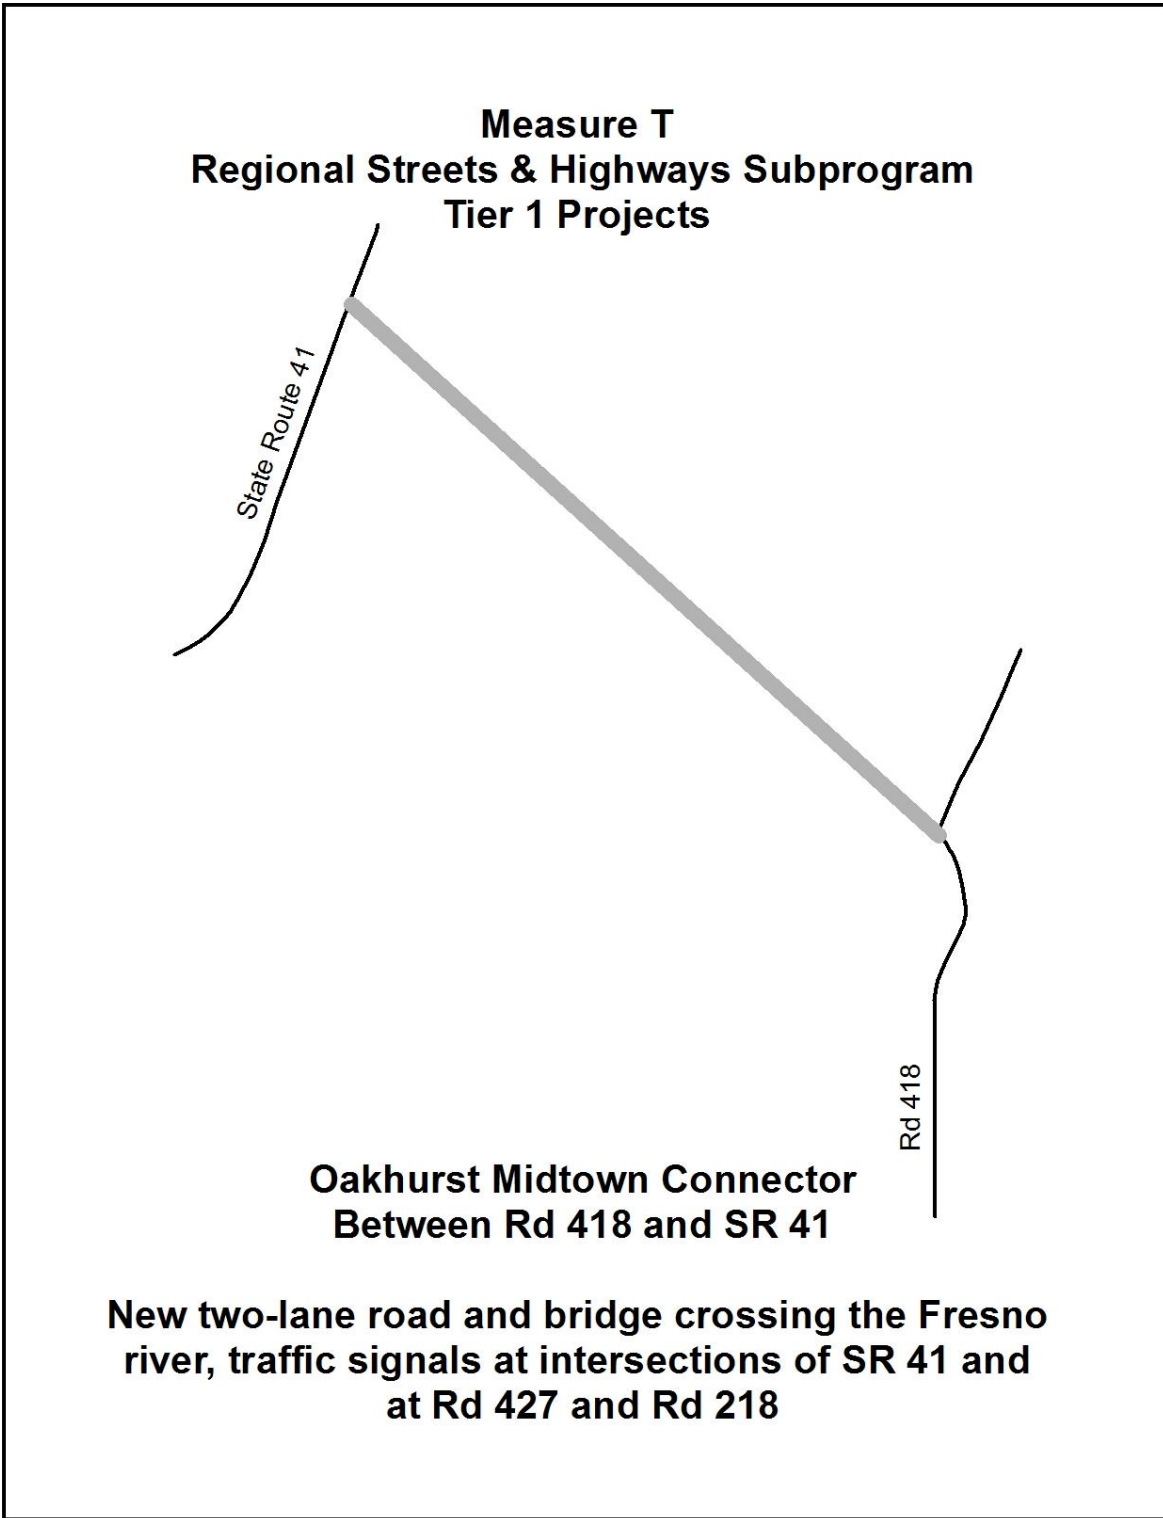 Measure T
Regional Streets & Highways Subprogram
Tier 1 Projects
State Route 41
Rd 418
Oakhurst Midtown Connector
Between Rd 418 and SR 41
New two-lane road and bridge crossing the Fresno
river, traffic signals at intersections of SR 41 and
at Rd 427 and Rd 218